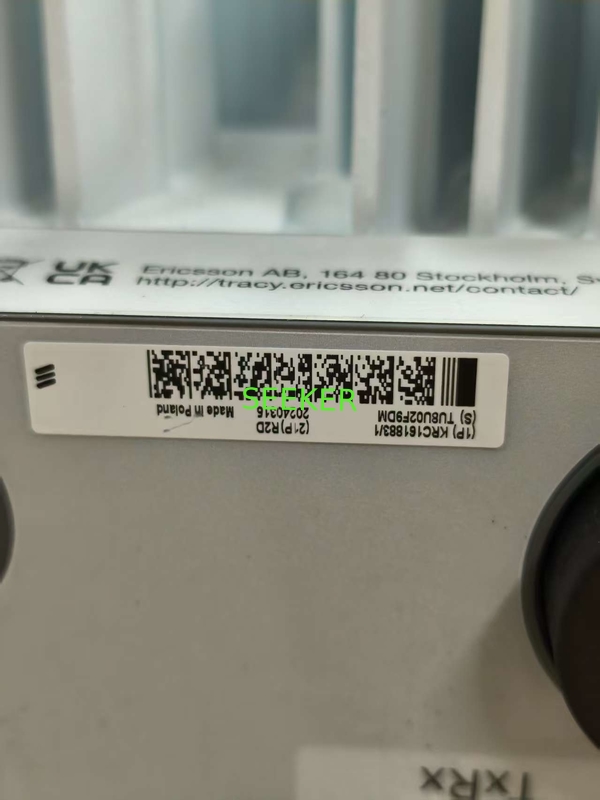 UK
CA
Ericsson AB, 164 80 Stockholm,
http://tracy.ericsson.net/contact/
(1P) KRC161883/1 (21P)R2D
(S) TU8U02F9DM 20240316 Made in Poland
SEEKER
TxRx